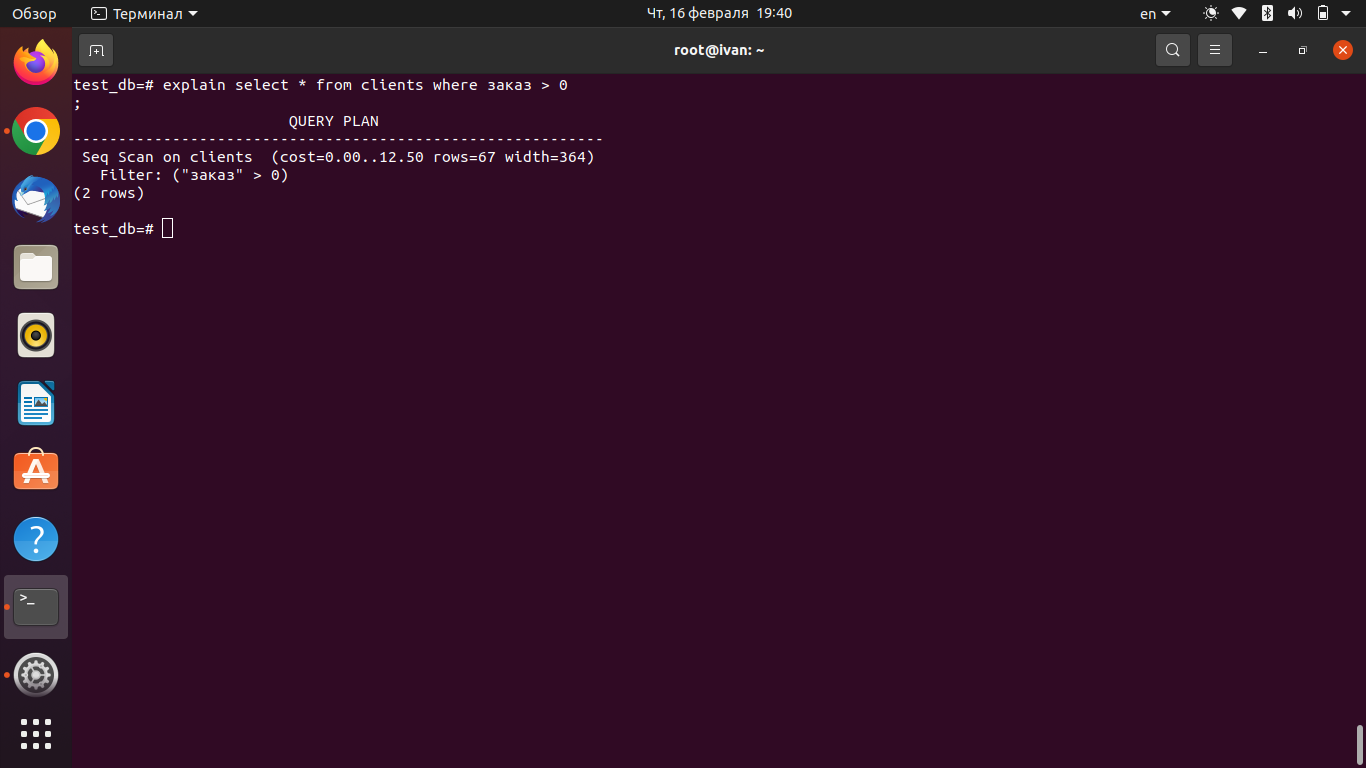 Обзор
Терминал
Чт, 16 февраля 19:40
en
root@ivan: ~
test_db=# explain select * from clients where заказ > 0
;
QUERY PLAN
-----------------------------------------------------------
Seq Scan on clients  (cost=0.00..12.50 rows=67 width=364)
Filter: ("заказ" > 0)
(2 rows)
test_db=#